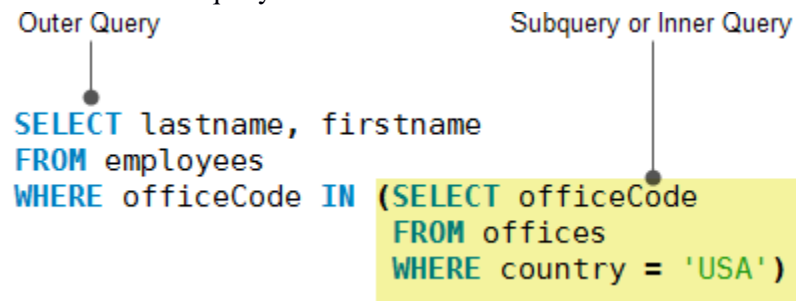 Outer Query
Subquery or Inner Query
SELECT lastname, firstname
FROM employees
WHERE officeCode IN (SELECT officeCode
FROM offices
WHERE country = 'USA')